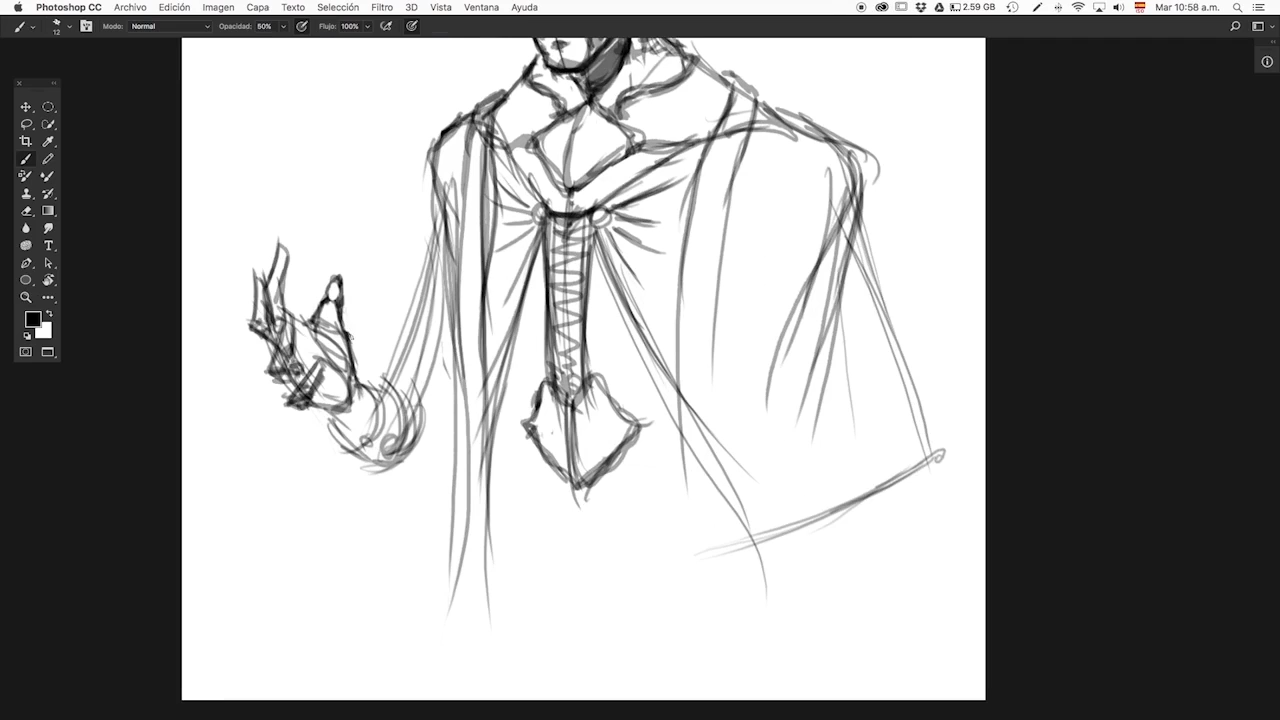 Photoshop CC Archivo Edición Imagen Capa Texto Selección Filtro 3D Vista Ventana Ayuda 2.59 GB Mar 10:58 a.m.
12 Modo: Normal Opacidad: 50% Flujo: 100%